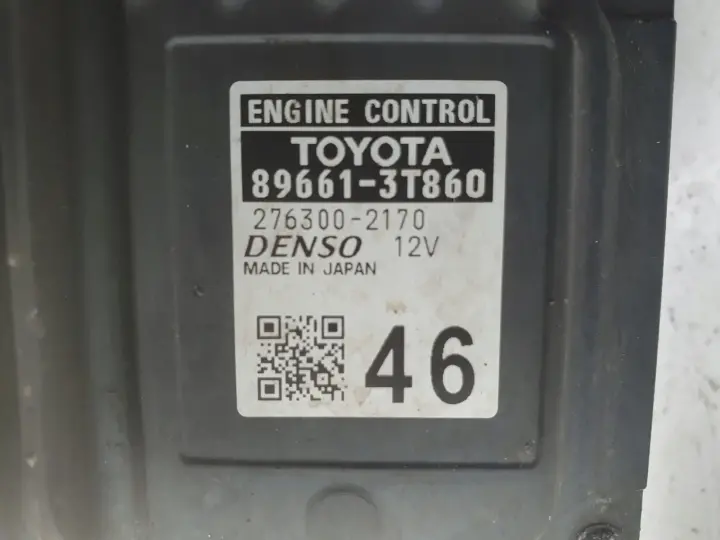 ENGINE CONTROL
TOYOTA
89661-3T860
276300-2170
DENSO 12V
MADE IN JAPAN
46